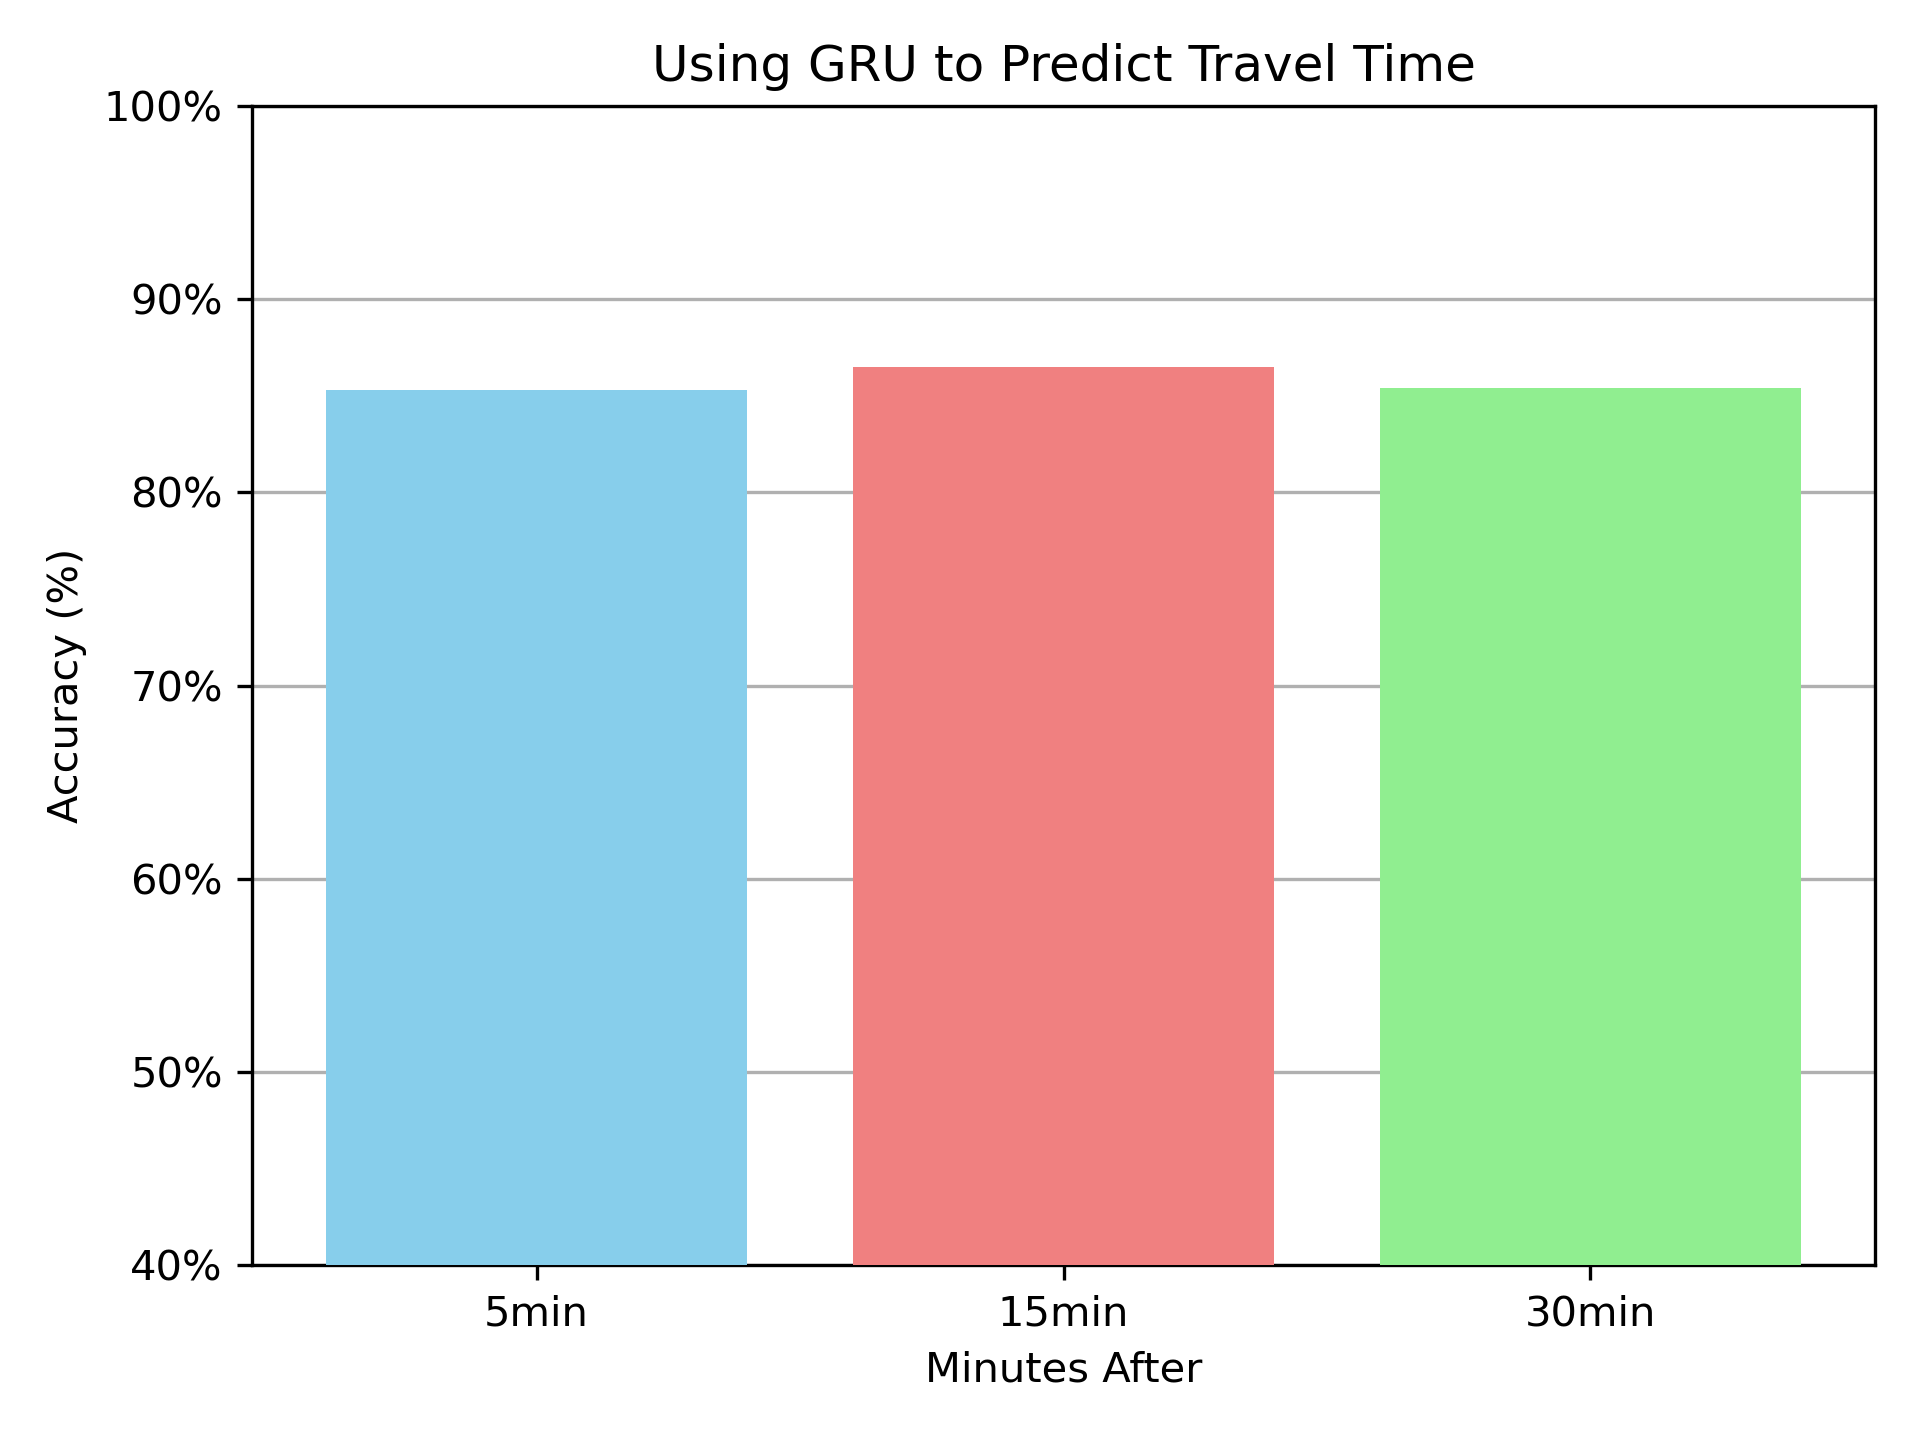 Using GRU to Predict Travel Time
100%
90%
80%
70%
60%
50%
40%
Accuracy (%)
5min 15min 30min
Minutes After